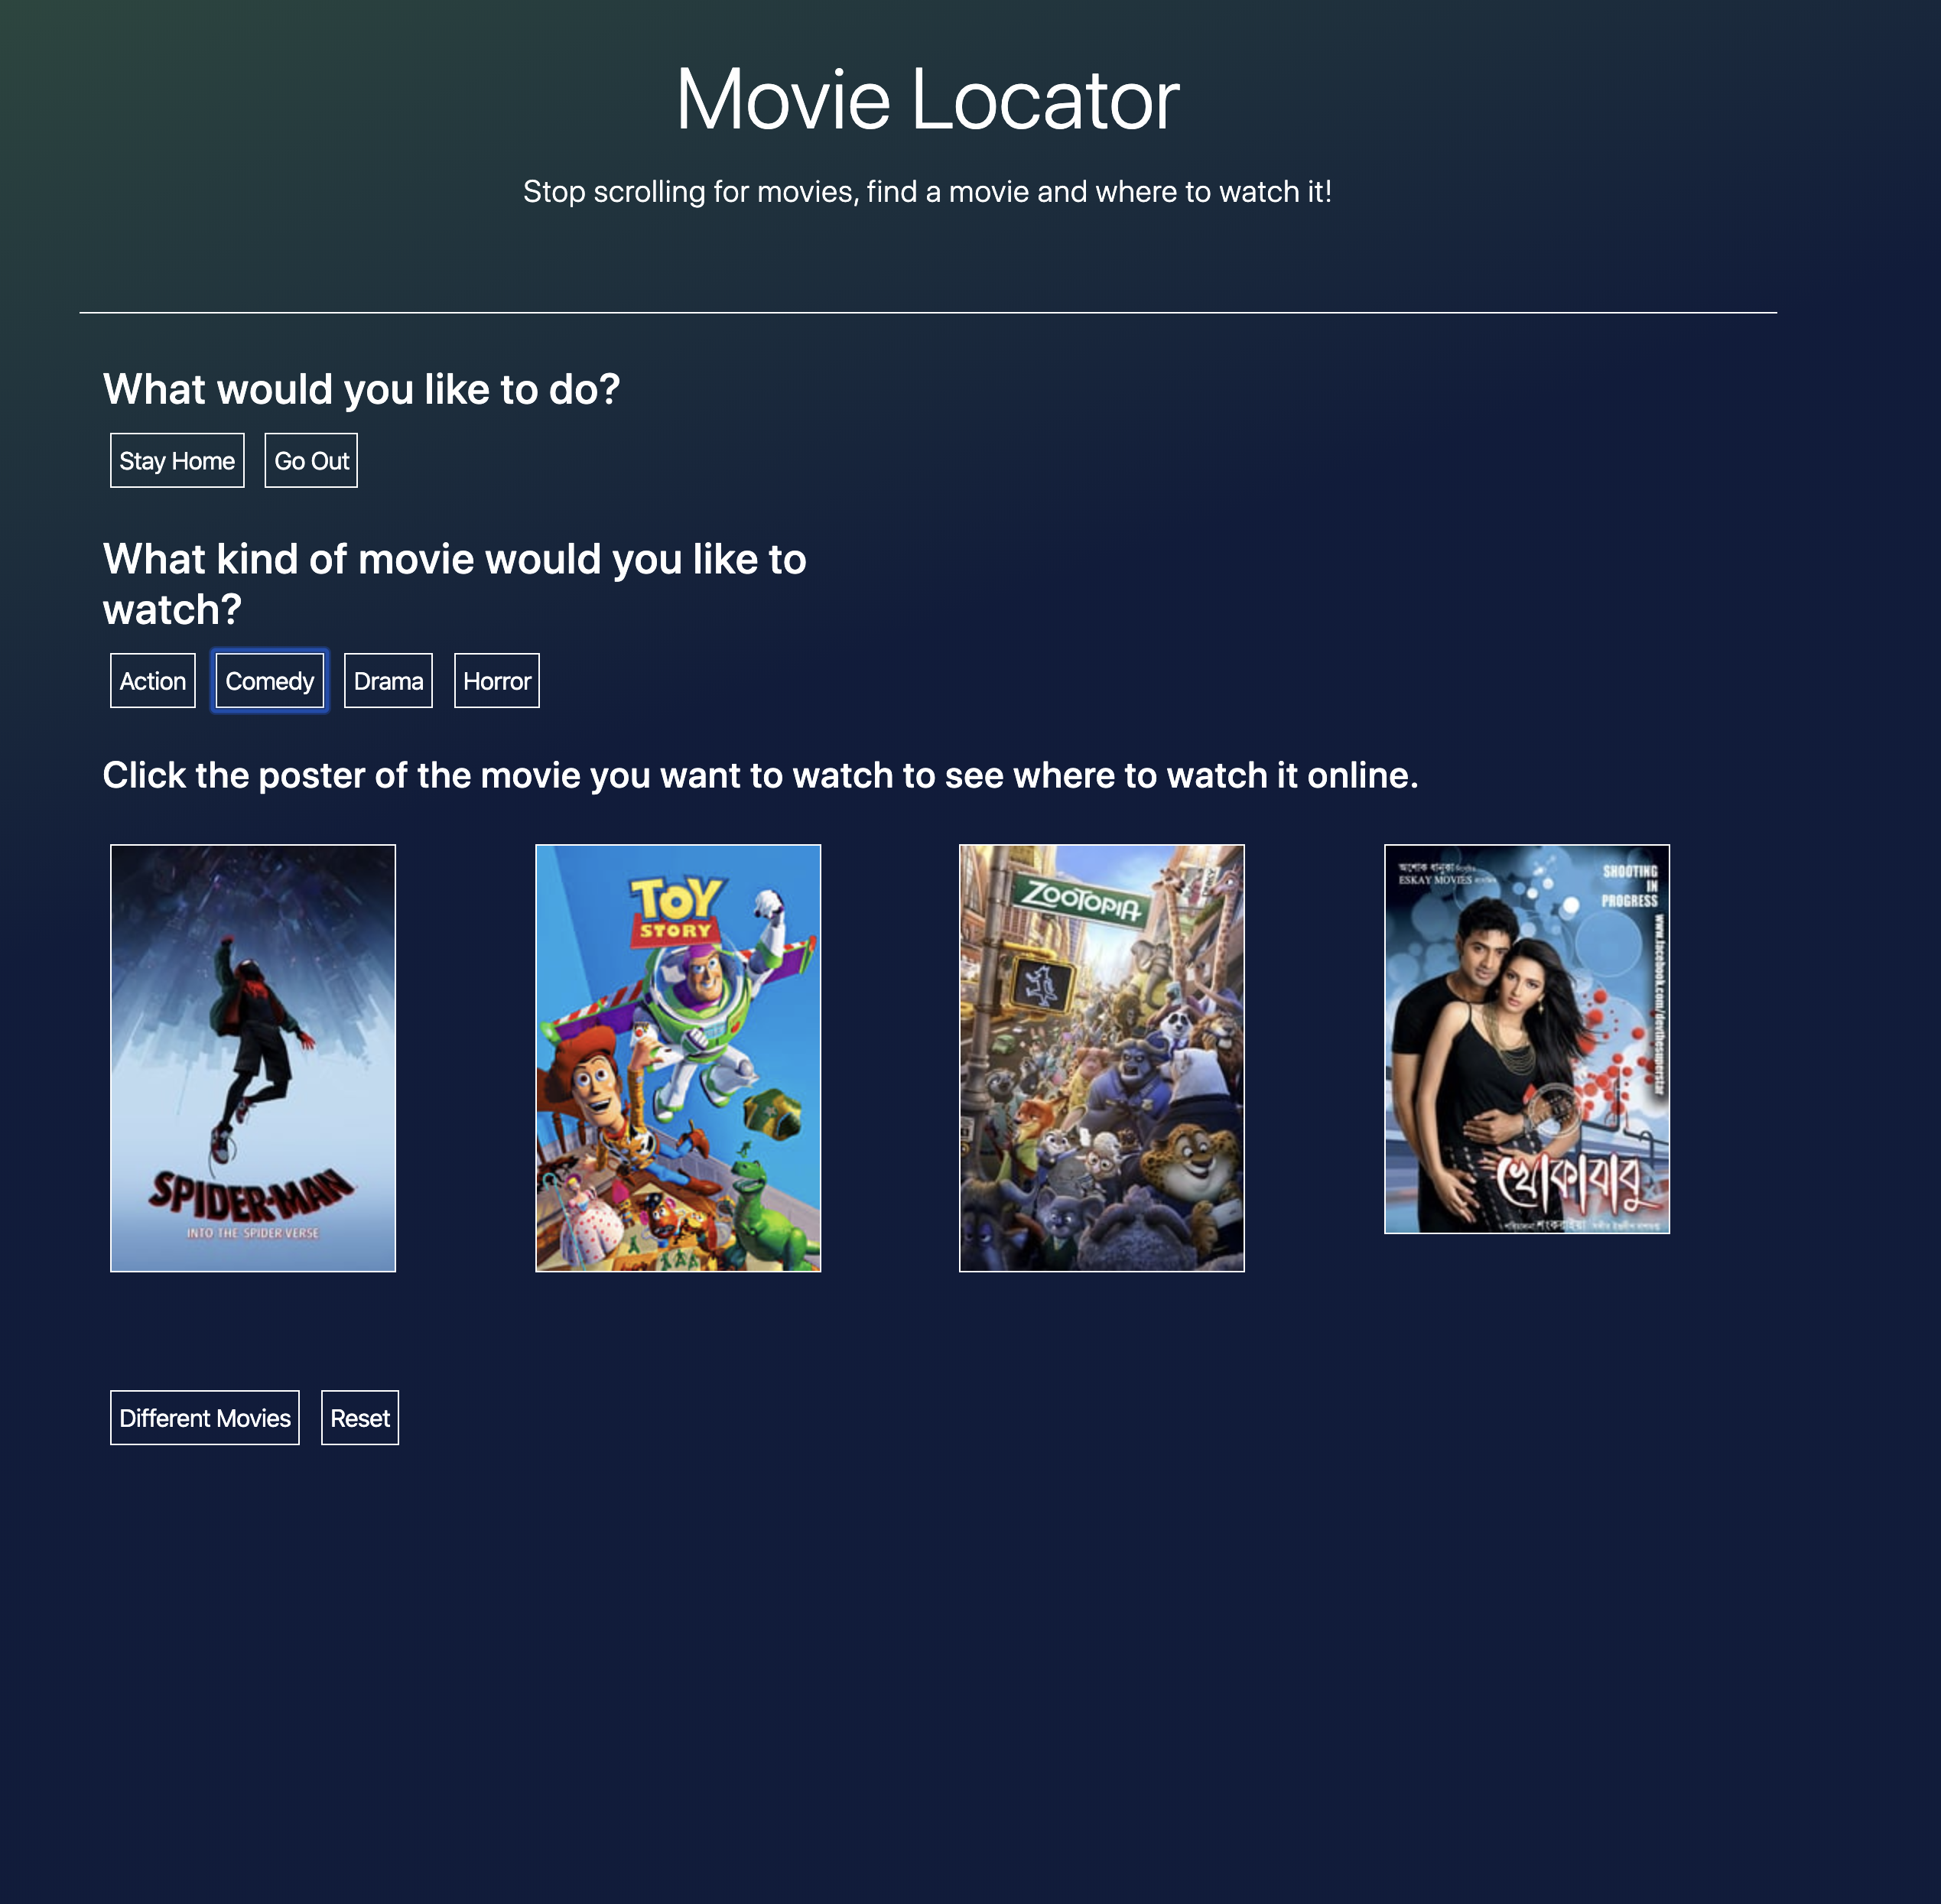 Movie Locator
Stop scrolling for movies, find a movie and where to watch it!
What would you like to do?
Stay Home
Go Out
What kind of movie would you like to
watch?
Action
Comedy
Drama
Horror
Click the poster of the movie you want to watch to see where to watch it online.
SPIDER-MAN
INTO THE SPIDER VERSE
TOY
STORY
ZOOTOPIA
অশোক ধানুকা
ESKAY MOVIES
SHOOTING
IN
PROGRESS
www.facebook.com/devthesuperstar
খোকাবাবু
Different Movies
Reset